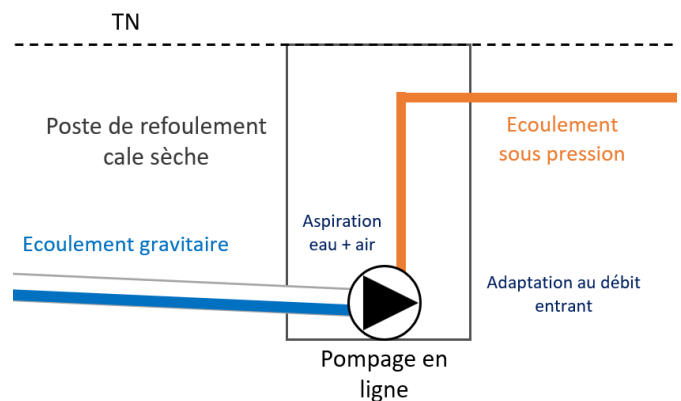 TN
Poste de refoulement
cale sèche
Ecoulement
sous pression
Aspiration
eau + air
Ecoulement gravitaire
Adaptation au débit
entrant
Pompage en
ligne